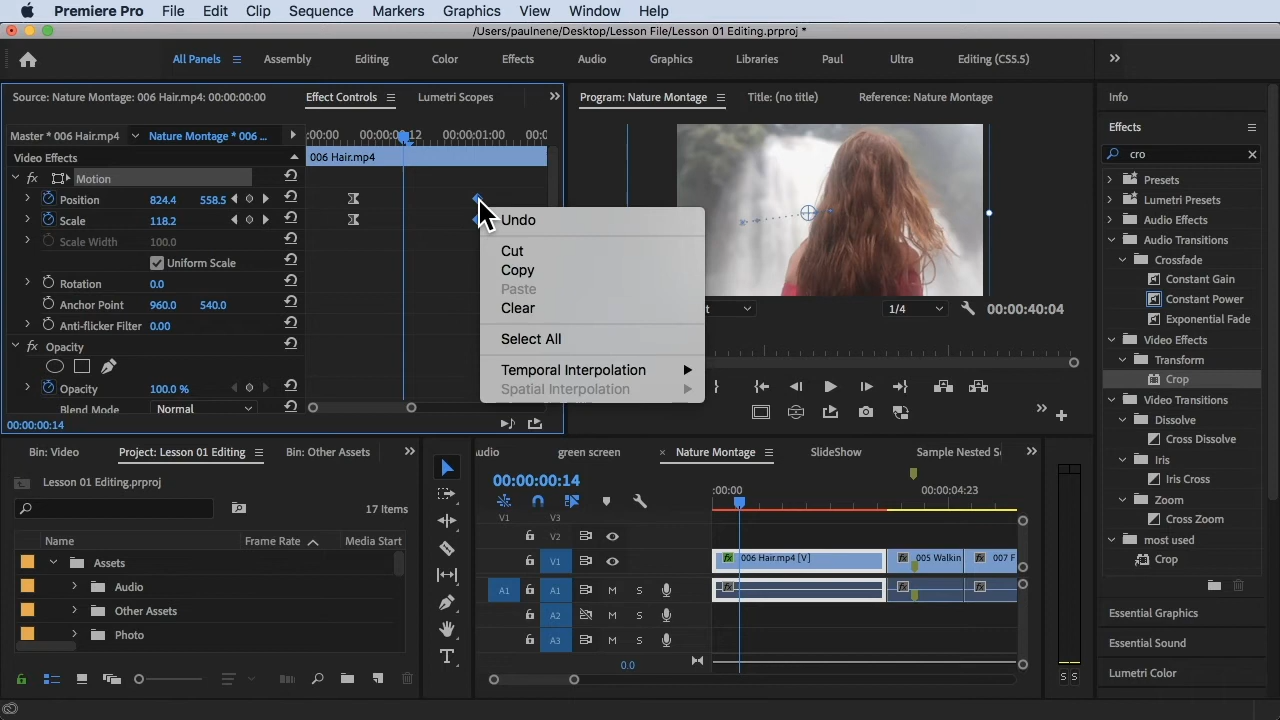 Premiere Pro File Edit Clip Sequence Markers Graphics View Window Help
/Users/paulnene/Desktop/Lesson File/Lesson 01 Editing.prproj *
All Panels Assembly Editing Color Effects Audio Graphics Libraries Paul Ultra Editing (CS5.5)
Source: Nature Montage: 006 Hair.mp4: 00:00:00:00 Effect Controls Lumetri Scopes
Program: Nature Montage Title: (no title) Reference: Overview
Info
Master * 006 Hair.mp4 Nature Montage * 006 ... :00:00 00:00:00:12 00:00:01:00 00:0
Video Effects
006 Hair.mp4
fx Motion
Position 824.4 558.5
Scale 118.2
Scale Width 100.0
Uniform Scale
Rotation 0.0
Anchor Point 960.0 540.0
Anti-flicker Filter 0.00
fx Opacity
Opacity 100.0 %
Blend Mode Normal
00:00:00:14
Undo
Cut
Copy
Paste
Clear
Select All
Temporal Interpolation
Spatial Interpolation
t 1/4 00:00:40:04
Effects
cro
Presets
Lumetri Presets
Audio Effects
Audio Transitions
Crossfade
Constant Gain
Constant Power
Exponential Fade
Video Effects
Transform
Crop
Video Transitions
Dissolve
Cross Dissolve
Iris
Iris Cross
Zoom
Cross Zoom
most used
Crop
Essential Graphics
Essential Sound
Lumetri Color
Bin: Video Project: Lesson 01 Editing Bin: Other Assets
Lesson 01 Editing.prproj
17 Items
Name Frame Rate Media Start
Assets
Audio
Other Assets
Photo
udio green screen × Nature Montage SlideShow Sample Nested S
00:00:00:14
:00:00 00:00:04:23
V1 V3
V2
V1 fx 006 Hair.mp4 [V] fx 005 Walkin fx 007 F
A1 A1 M S fx fx fx
A2 M S
A3 M S
0.0
S S